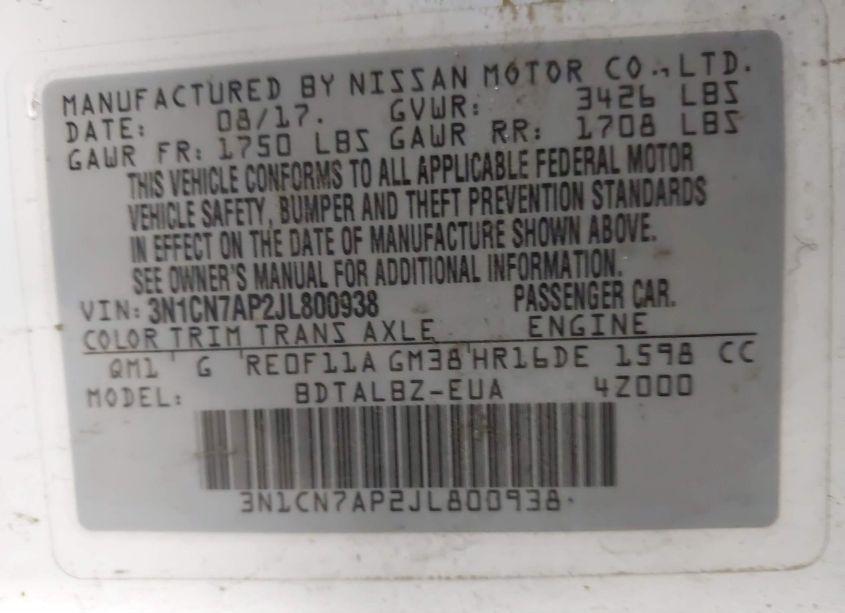 MANUFACTURED BY NISSAN MOTOR CO., LTD.
DATE: 08/17. GVWR: 3426 LBS
GAWR FR: 1750 LBS GAWR RR: 1708 LBS
THIS VEHICLE CONFORMS TO ALL APPLICABLE FEDERAL MOTOR
VEHICLE SAFETY, BUMPER AND THEFT PREVENTION STANDARDS
IN EFFECT ON THE DATE OF MANUFACTURE SHOWN ABOVE.
SEE OWNER'S MANUAL FOR ADDITIONAL INFORMATION.
VIN: 3N1CN7AP2JL800938 PASSENGER CAR.
COLOR TRIM TRANS AXLE ENGINE
QM1 G RE0F11A GM38 HR16DE 1598 CC
MODEL: BDTALBZ-EUA 4Z000
3N1CN7AP2JL800938